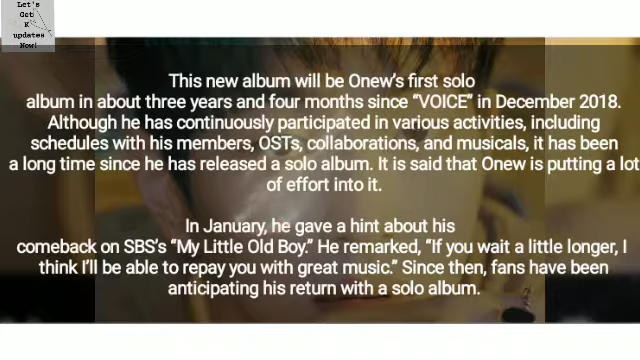 Let's
Get
K
updates
Now!
This new album will be Onew's first solo
album in about three years and four months since “VOICE” in December 2018.
Although he has continuously participated in various activities, including
schedules with his members, OSTs, collaborations, and musicals, it has been
a long time since he has released a solo album. It is said that Onew is putting a lot
of effort into it.
In January, he gave a hint about his
comeback on SBS's “My Little Old Boy.” He remarked, “If you wait a little longer, I
think I'll be able to repay you with great music.” Since then, fans have been
anticipating his return with a solo album.